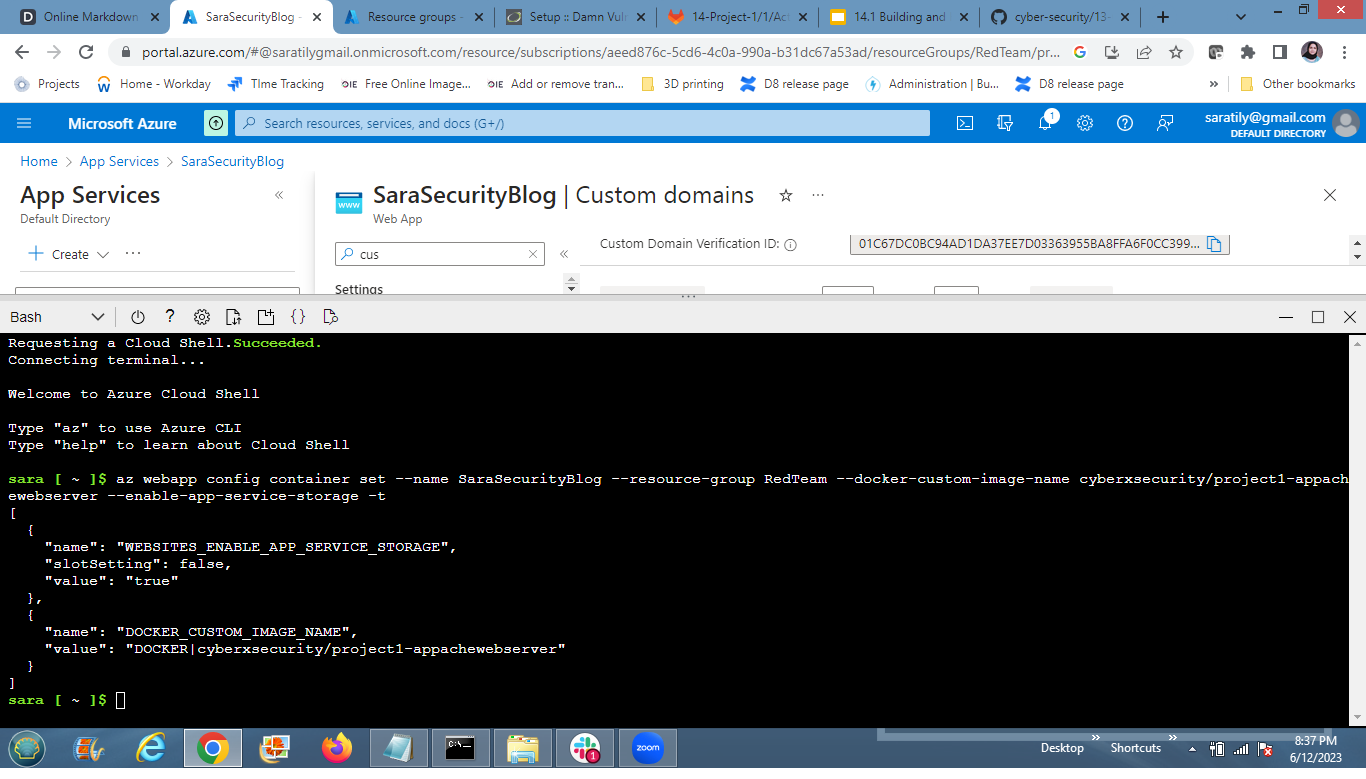 Online Markdown
SaraSecurityBlog -
Resource groups -
Setup :: Damn Vuln
14-Project-1/1/Act
14.1 Building and
cyber-security/13-
portal.azure.com/#@saratilygmail.onmicrosoft.com/resource/subscriptions/aeed876c-5cd6-4c0a-990a-b31dc67a53ad/resourceGroups/RedTeam/pr...
Projects
Home - Workday
TIme Tracking
OIE Free Online Image...
OIE Add or remove tran...
3D printing
D8 release page
Administration | Bu...
D8 release page
»
Other bookmarks
Microsoft Azure
Search resources, services, and docs (G+/)
1
saratily@gmail.com
DEFAULT DIRECTORY
Home > App Services > SaraSecurityBlog
App Services
«
Default Directory
Create
...
www
SaraSecurityBlog | Custom domains
...
Web App
cus
«
Settings
Custom Domain Verification ID:
01C67DC0BC94AD1DA37EE7D03363955BA8FFA6F0CC399...
Bash
?
{}
Requesting a Cloud Shell.Succeeded.
Connecting terminal...
Welcome to Azure Cloud Shell
Type "az" to use Azure CLI
Type "help" to learn about Cloud Shell
sara [ ~ ]$ az webapp config container set --name SaraSecurityBlog --resource-group RedTeam --docker-custom-image-name cyberxsecurity/project1-appach
ewebserver --enable-app-service-storage -t
[
{
"name": "WEBSITES_ENABLE_APP_SERVICE_STORAGE",
"slotSetting": false,
"value": "true"
},
{
"name": "DOCKER_CUSTOM_IMAGE_NAME",
"value": "DOCKER|cyberxsecurity/project1-appachewebserver"
}
]
sara [ ~ ]$
C:\.
1
zoom
Desktop »
Shortcuts »
8:37 PM
6/12/2023